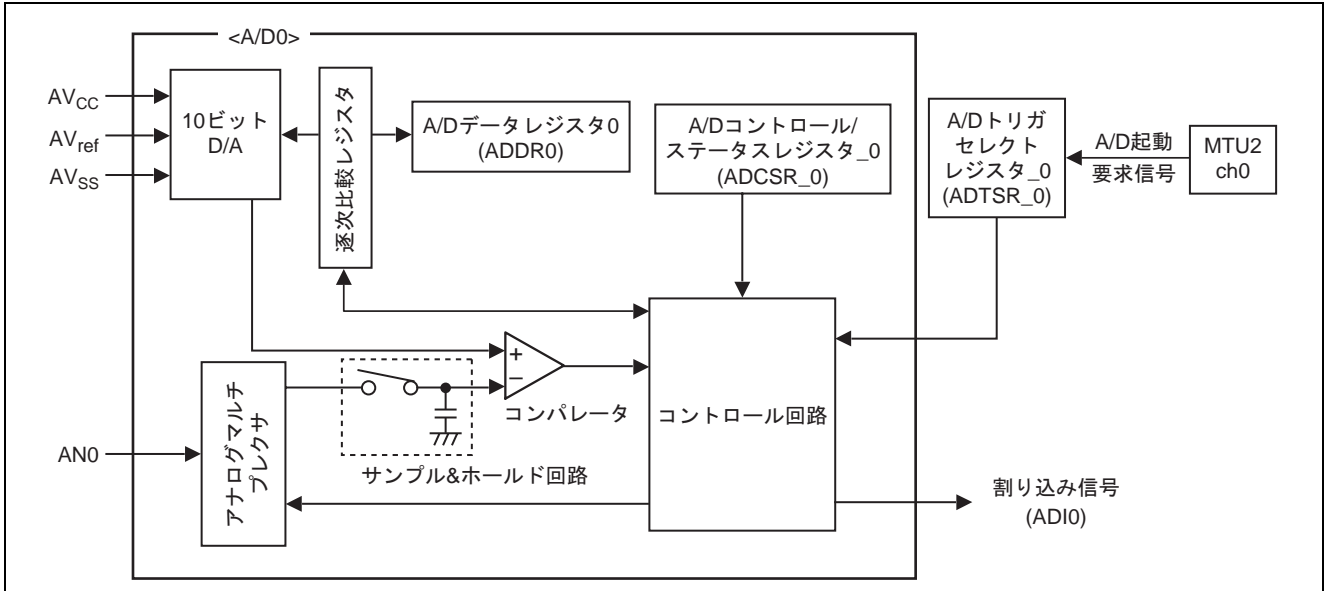 <A/D0>
AVCC
AVref
AVSS
10ビット
D/A
逐次比較レジスタ
A/Dデータレジスタ0
(ADDR0)
A/Dコントロール/
ステータスレジスタ_0
(ADCSR_0)
A/Dトリガ
セレクト
レジスタ_0
(ADTSR_0)
A/D起動
要求信号
MTU2
ch0
AN0
アナログマルチ
プレクサ
+
−
コンパレータ
サンプル&ホールド回路
コントロール回路
割り込み信号
(ADI0)